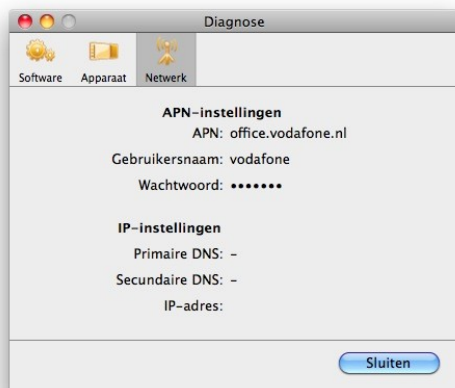 Diagnose
Software Apparaat Netwerk
APN-instellingen
APN: office.vodafone.nl
Gebruikersnaam: vodafone
Wachtwoord: •••••••
IP-instellingen
Primaire DNS: -
Secundaire DNS: -
IP-adres:
Sluiten